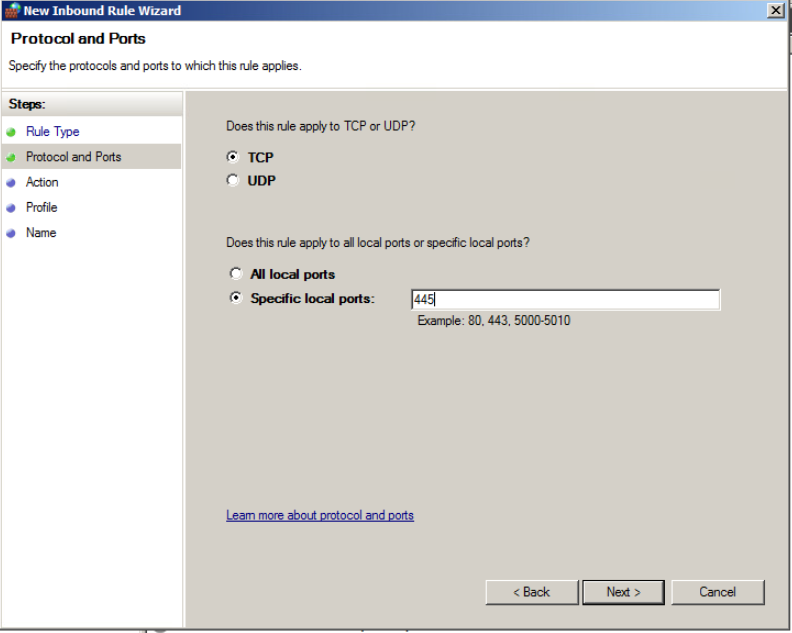 New Inbound Rule Wizard
Protocol and Ports
Specify the protocols and ports to which this rule applies.
Steps:
Rule Type
Protocol and Ports
Action
Profile
Name
Does this rule apply to TCP or UDP?
TCP
UDP
Does this rule apply to all local ports or specific local ports?
All local ports
Specific local ports: 445
Example: 80, 443, 5000-5010
Learn more about protocol and ports
< Back Next > Cancel